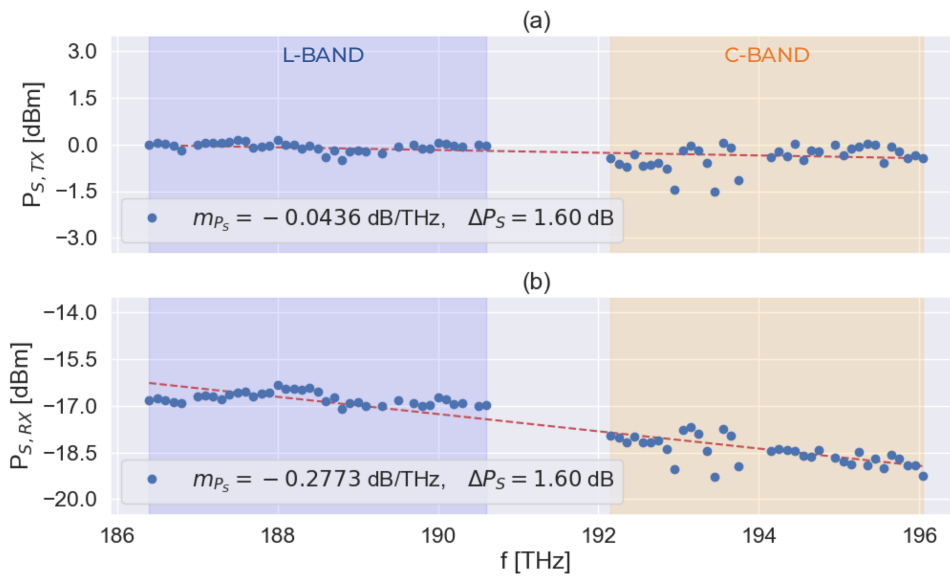 (a)
L-BAND
C-BAND
3.0
1.5
0.0
−1.5
−3.0
P_{S, TX} [dBm]
m_{P_S} = − 0.0436 dB/THz, ΔP_S = 1.60 dB
(b)
−14.0
−15.5
−17.0
−18.5
−20.0
P_{S, RX} [dBm]
m_{P_S} = − 0.2773 dB/THz, ΔP_S = 1.60 dB
186 188 190 192 194 196
f [THz]